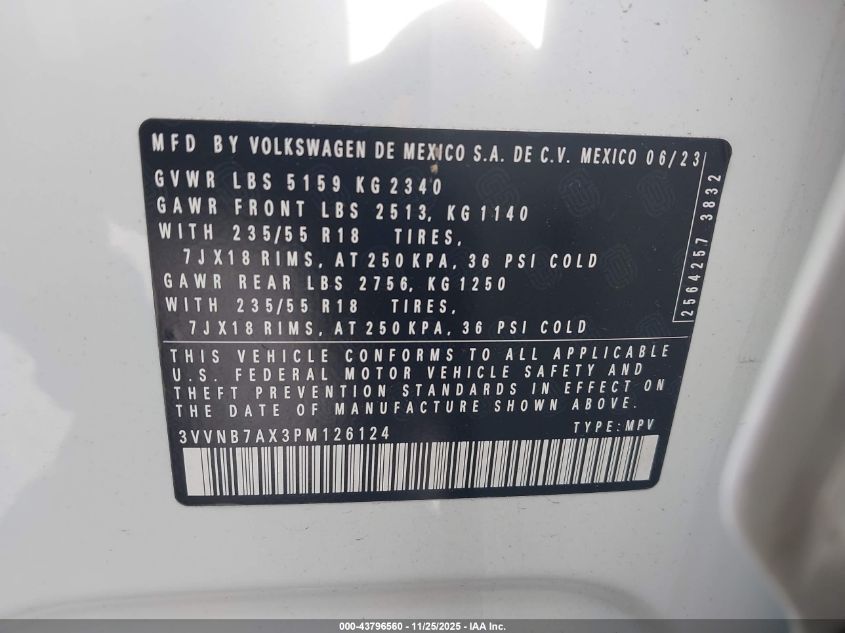 MFD BY VOLKSWAGEN DE MEXICO S.A. DE C.V. MEXICO 06/23
GVWR LBS 5159 KG 2340
GAWR FRONT LBS 2513, KG 1140
WITH 235/55 R18 TIRES,
7JX18 RIMS, AT 250 KPA, 36 PSI COLD
GAWR REAR LBS 2756, KG 1250
WITH 235/55 R18 TIRES,
7JX18 RIMS, AT 250 KPA, 36 PSI COLD
2564257 3832
THIS VEHICLE CONFORMS TO ALL APPLICABLE
U.S. FEDERAL MOTOR VEHICLE SAFETY AND
THEFT PREVENTION STANDARDS IN EFFECT ON
THE DATE OF MANUFACTURE SHOWN ABOVE.
3VVNB7AX3PM126124 TYPE: MPV
000-43796560 - 11/25/2025 - IAA Inc.